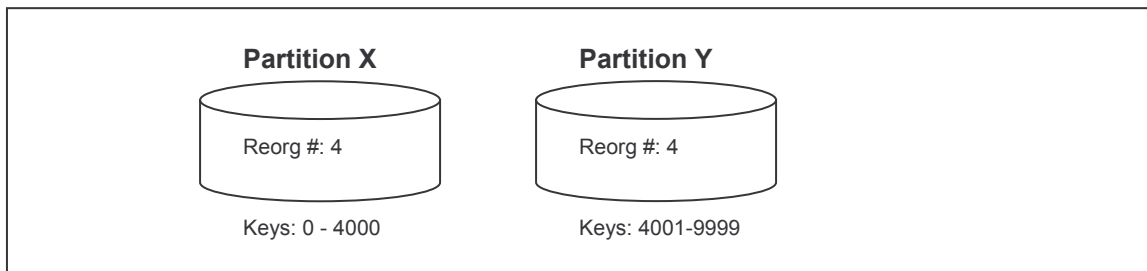 Partition X
Partition Y
Reorg #: 4
Reorg #: 4
Keys: 0 - 4000
Keys: 4001-9999